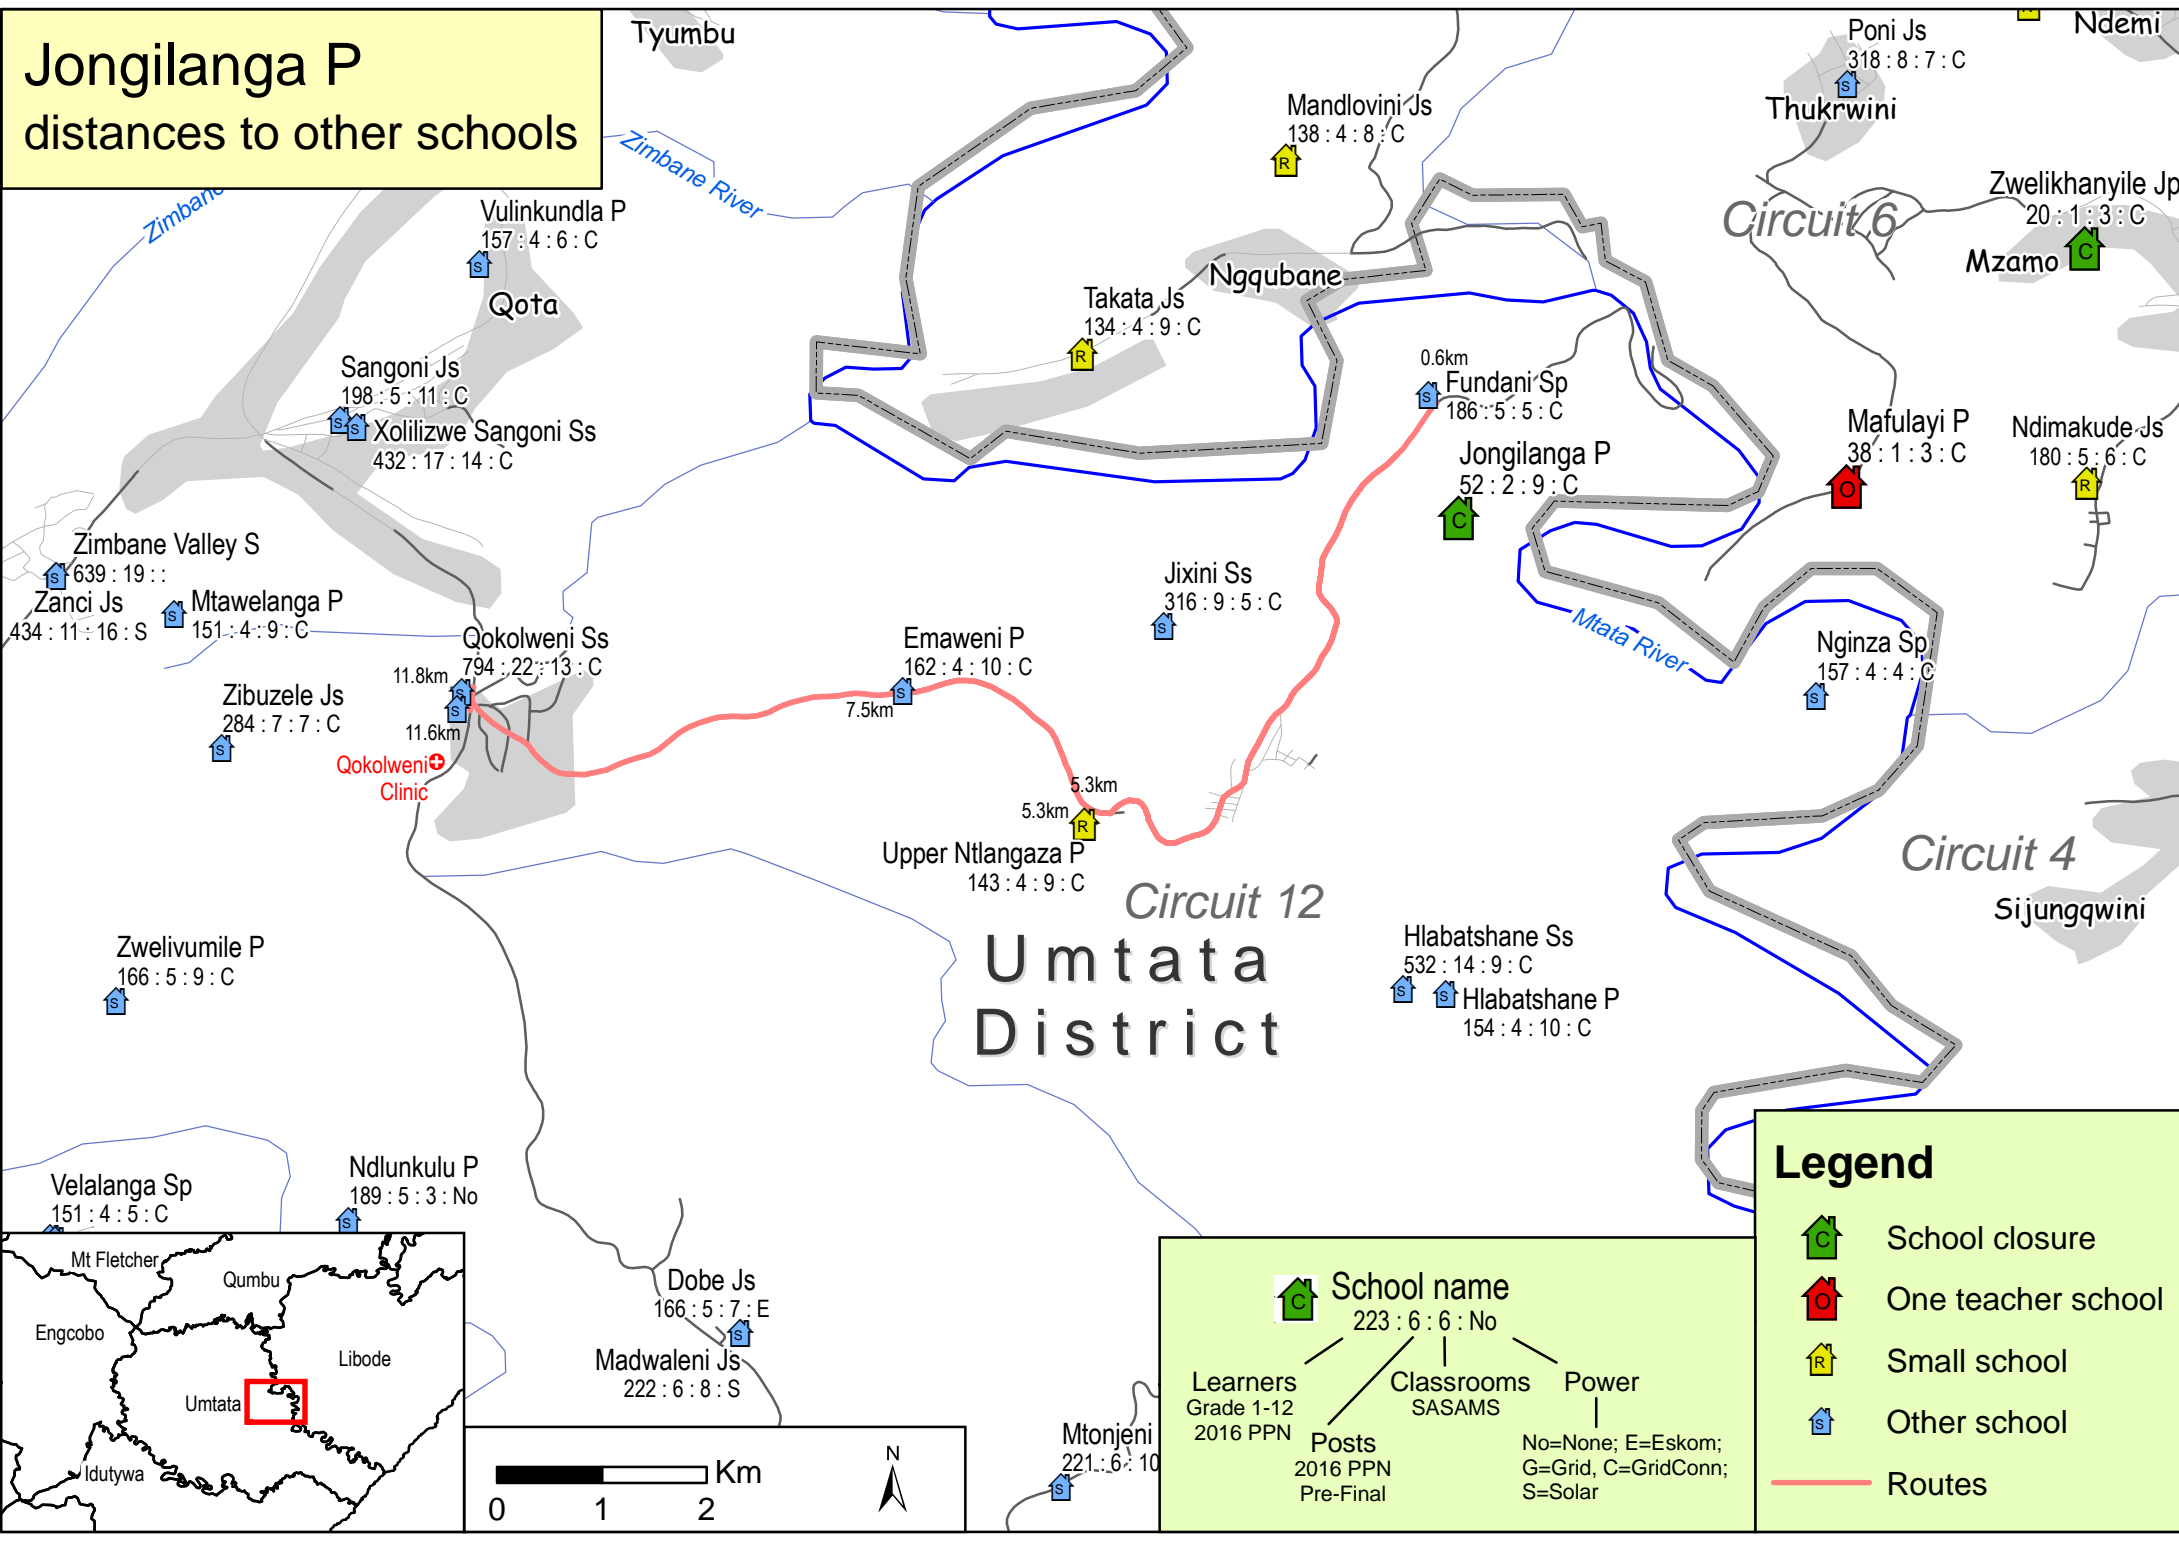 Jongilanga P
distances to other schools
Tyumbu
Zimbane River
Zimbane
Vulinkundla P
157 : 4 : 6 : C
Qota
Mandlovini Js
138 : 4 : 8 : C
R
Poni Js
318 : 8 : 7 : C
Thukrwini
Ndemi
Zwelikhanyile Jp
20 : 1 : 3 : C
Circuit 6
Mzamo
C
Ngqubane
Takata Js
134 : 4 : 9 : C
R
Sangoni Js
198 : 5 : 11 : C
Xolilizwe Sangoni Ss
432 : 17 : 14 : C
0.6km
Fundani Sp
186 : 5 : 5 : C
Jongilanga P
52 : 2 : 9 : C
C
Mafulayi P
38 : 1 : 3 : C
O
Ndimakude Js
180 : 5 : 6 : C
R
Zimbane Valley S
639 : 19 : :
Zanci Js
434 : 11 : 16 : S
Mtawelanga P
151 : 4 : 9 : C
Jixini Ss
316 : 9 : 5 : C
Mtata River
Qokolweni Ss
794 : 22 : 13 : C
11.8km
11.6km
Emaweni P
162 : 4 : 10 : C
7.5km
Nginza Sp
157 : 4 : 4 : C
Zibuzele Js
284 : 7 : 7 : C
Qokolweni
Clinic
5.3km
5.3km
R
Upper Ntlangaza P
143 : 4 : 9 : C
Circuit 12
Umtata
District
Circuit 4
Sijungqwini
Zwelivumile P
166 : 5 : 9 : C
Hlabatshane Ss
532 : 14 : 9 : C
Hlabatshane P
154 : 4 : 10 : C
Velalanga Sp
151 : 4 : 5 : C
Ndlunkulu P
189 : 5 : 3 : No
Dobe Js
166 : 5 : 7 : E
Madwaleni Js
222 : 6 : 8 : S
Mtonjeni
221 : 6 : 10
Mt Fletcher
Qumbu
Engcobo
Libode
Umtata
Idutywa
Km
0 1 2
N
C School name
223 : 6 : 6 : No
Learners
Grade 1-12
2016 PPN
Posts
2016 PPN
Pre-Final
Classrooms
SASAMS
Power
No=None; E=Eskom;
G=Grid, C=GridConn;
S=Solar
Legend
C School closure
O One teacher school
R Small school
S Other school
Routes